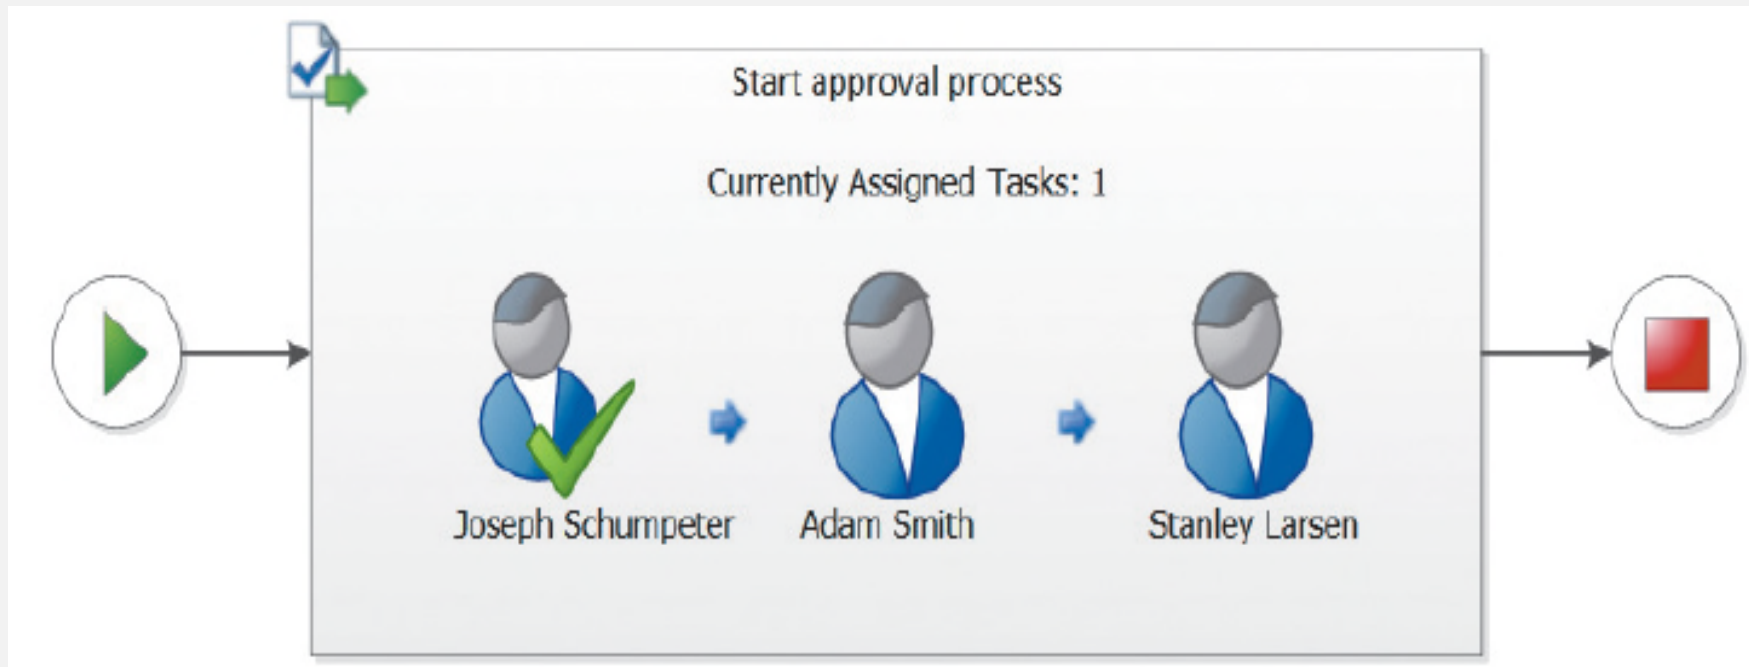 Start approval process
Currently Assigned Tasks: 1
Joseph Schumpeter
Adam Smith
Stanley Larsen